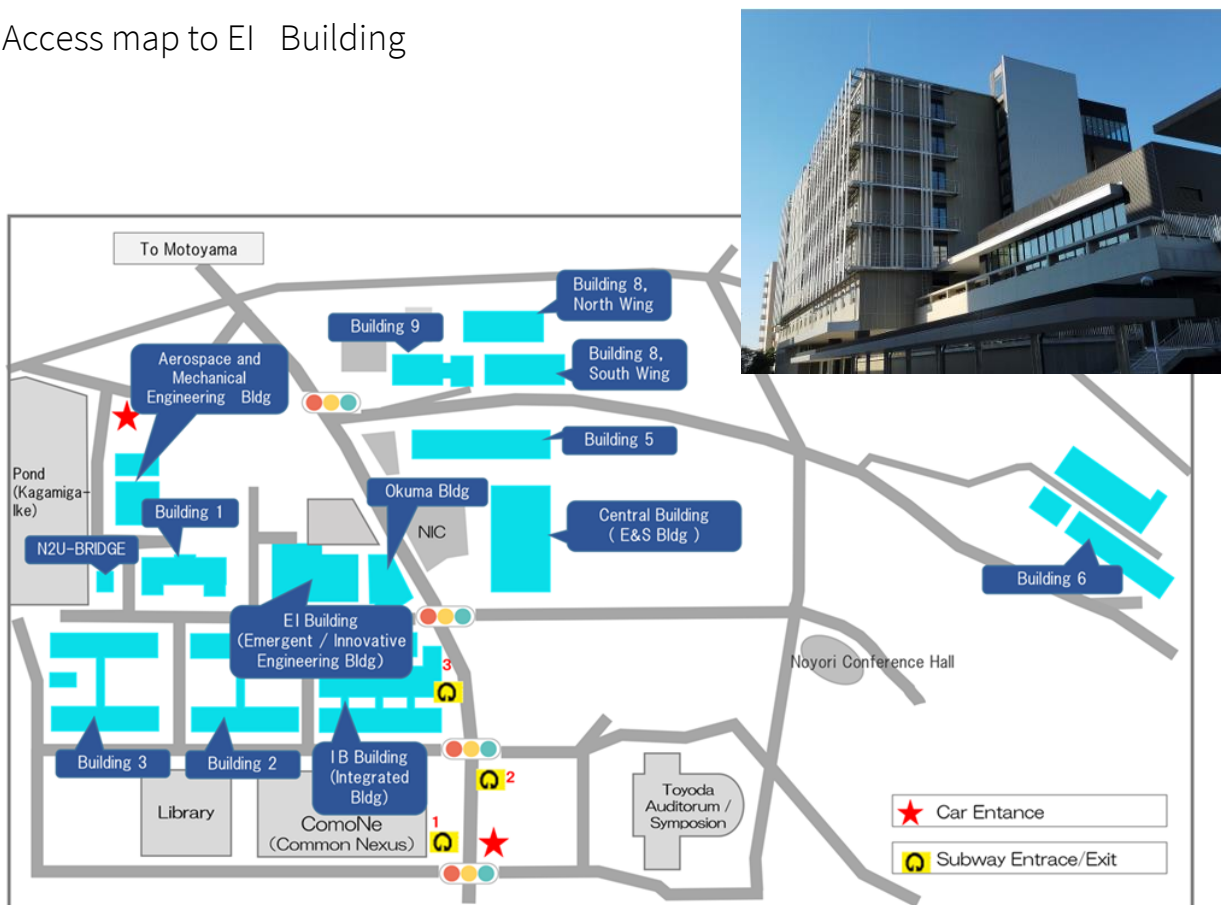 Access map to EI Building
To Motoyama
Building 8,
North Wing
Building 9
Building 8,
South Wing
Aerospace and
Mechanical
Engineering Bldg
Building 5
Pond
(Kagamiga-
Ike)
Okuma Bldg
Building 1
NIC
Central Building
( E&S Bldg )
N2U-BRIDGE
Building 6
EI Building
(Emergent / Innovative
Engineering Bldg)
3
Noyori Conference Hall
Building 3
Building 2
IB Building
(Integrated
Bldg)
2
Library
ComoNe
(Common Nexus)
1
Toyoda
Auditorium /
Symposion
Car Entance
Subway Entrace/Exit